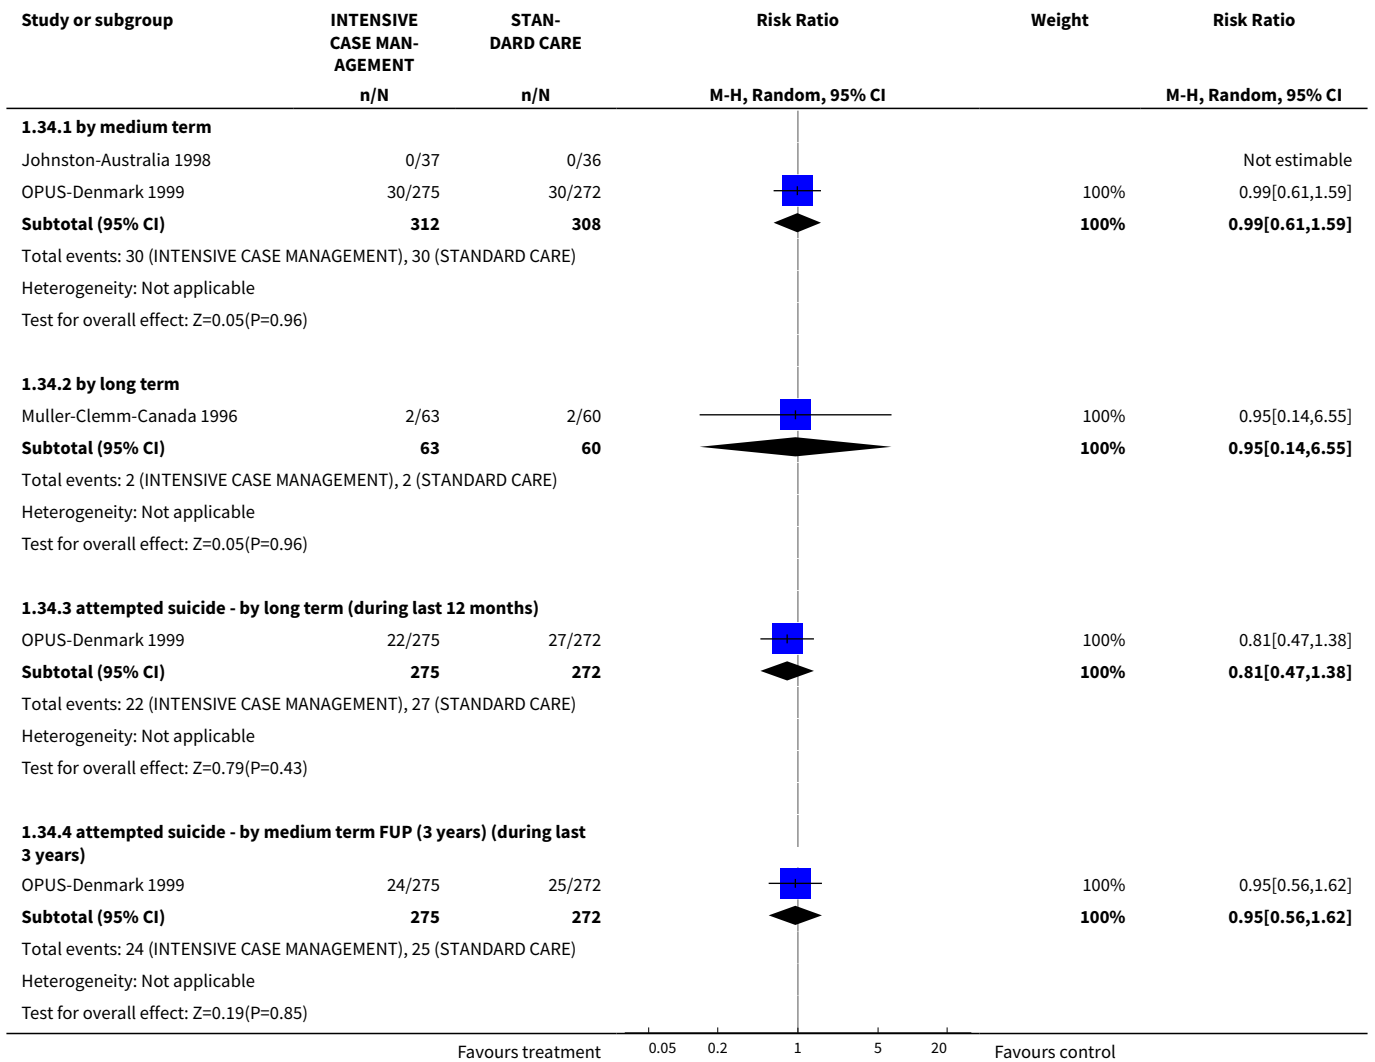 Study or subgroup INTENSIVE STAN- Risk Ratio Weight Risk Ratio
CASE MAN- DARD CARE
AGEMENT
n/N n/N M-H, Random, 95% CI M-H, Random, 95% CI
1.34.1 by medium term
Johnston-Australia 1998 0/37 0/36 Not estimable
OPUS-Denmark 1999 30/275 30/272 100% 0.99[0.61,1.59]
Subtotal (95% CI) 312 308 100% 0.99[0.61,1.59]
Total events: 30 (INTENSIVE CASE MANAGEMENT), 30 (STANDARD CARE)
Heterogeneity: Not applicable
Test for overall effect: Z=0.05(P=0.96)
1.34.2 by long term
Muller-Clemm-Canada 1996 2/63 2/60 100% 0.95[0.14,6.55]
Subtotal (95% CI) 63 60 100% 0.95[0.14,6.55]
Total events: 2 (INTENSIVE CASE MANAGEMENT), 2 (STANDARD CARE)
Heterogeneity: Not applicable
Test for overall effect: Z=0.05(P=0.96)
1.34.3 attempted suicide - by long term (during last 12 months)
OPUS-Denmark 1999 22/275 27/272 100% 0.81[0.47,1.38]
Subtotal (95% CI) 275 272 100% 0.81[0.47,1.38]
Total events: 22 (INTENSIVE CASE MANAGEMENT), 27 (STANDARD CARE)
Heterogeneity: Not applicable
Test for overall effect: Z=0.79(P=0.43)
1.34.4 attempted suicide - by medium term FUP (3 years) (during last
3 years)
OPUS-Denmark 1999 24/275 25/272 100% 0.95[0.56,1.62]
Subtotal (95% CI) 275 272 100% 0.95[0.56,1.62]
Total events: 24 (INTENSIVE CASE MANAGEMENT), 25 (STANDARD CARE)
Heterogeneity: Not applicable
Test for overall effect: Z=0.19(P=0.85)
Favours treatment 0.05 0.2 1 5 20 Favours control